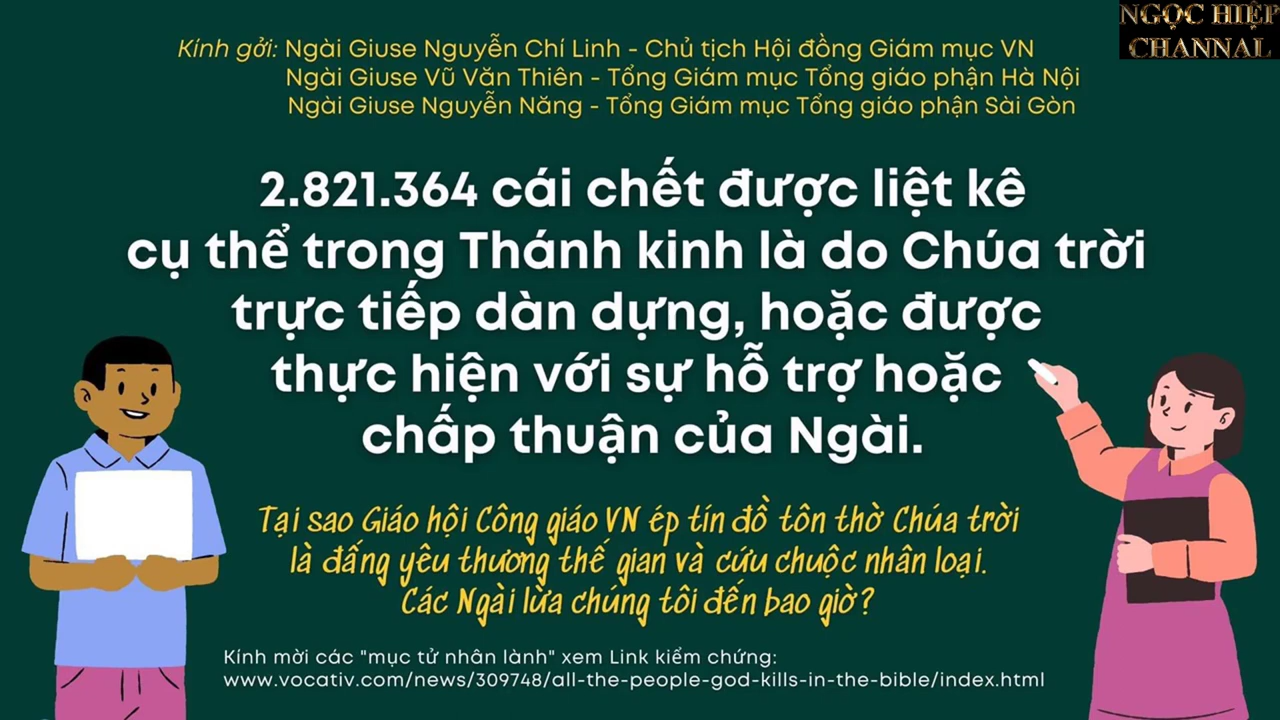 NGỌC HIỆP
CHANNAL
Kính gởi: Ngài Giuse Nguyễn Chí Linh - Chủ tịch Hội đồng Giám mục VN
Ngài Giuse Vũ Văn Thiên - Tổng Giám mục Tổng giáo phận Hà Nội
Ngài Giuse Nguyễn Năng - Tổng Giám mục Tổng giáo phận Sài Gòn
2.821.364 cái chết được liệt kê
cụ thể trong Thánh kinh là do Chúa trời
trực tiếp dàn dựng, hoặc được
thực hiện với sự hỗ trợ hoặc
chấp thuận của Ngài.
Tại sao Giáo hội Công giáo VN ép tín đồ tôn thờ Chúa trời
là đấng yêu thương thế gian và cứu chuộc nhân loại.
Các Ngài lừa chúng tôi đến bao giờ?
Kính mời các "mục tử nhân lành" xem Link kiểm chứng:
www.vocativ.com/news/309748/all-the-people-god-kills-in-the-bible/index.html